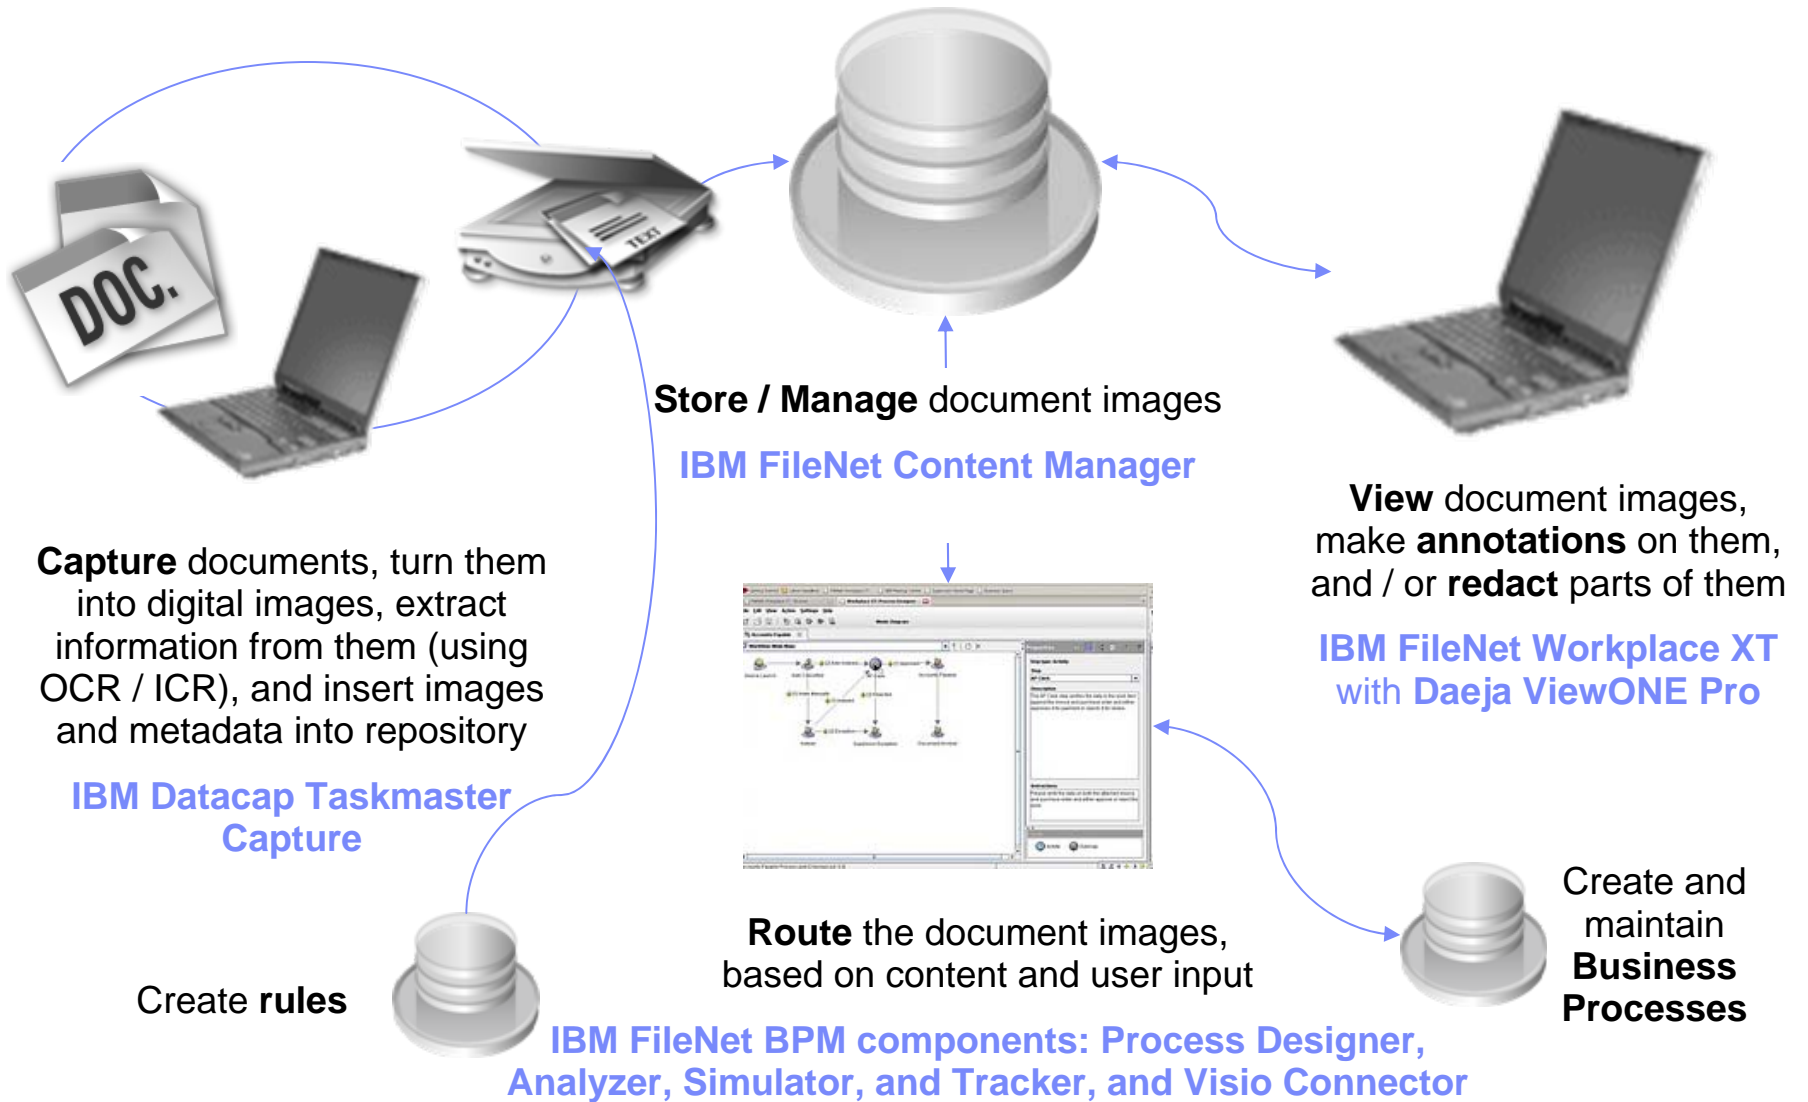 DOC.
TEXT
Store / Manage document images
IBM FileNet Content Manager
Capture documents, turn them
into digital images, extract
information from them (using
OCR / ICR), and insert images
and metadata into repository
IBM Datacap Taskmaster
Capture
View document images,
make annotations on them,
and / or redact parts of them
IBM FileNet Workplace XT
with Daeja ViewONE Pro
Create rules
Route the document images,
based on content and user input
IBM FileNet BPM components: Process Designer,
Analyzer, Simulator, and Tracker, and Visio Connector
Create and
maintain
Business
Processes